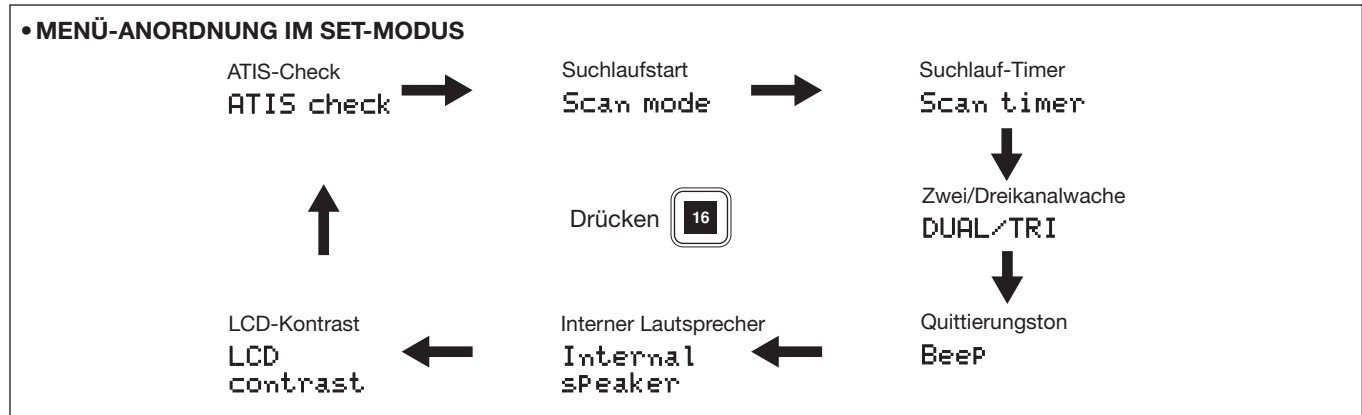 • MENÜ-ANORDNUNG IM SET-MODUS
ATIS-Check
ATIS check
Suchlaufstart
Scan mode
Suchlauf-Timer
Scan timer
Zwei/Dreikanalwache
DUAL/TRI
Drücken 16
LCD-Kontrast
LCD
contrast
Interner Lautsprecher
Internal
sPeaker
Quittierungston
BeeP